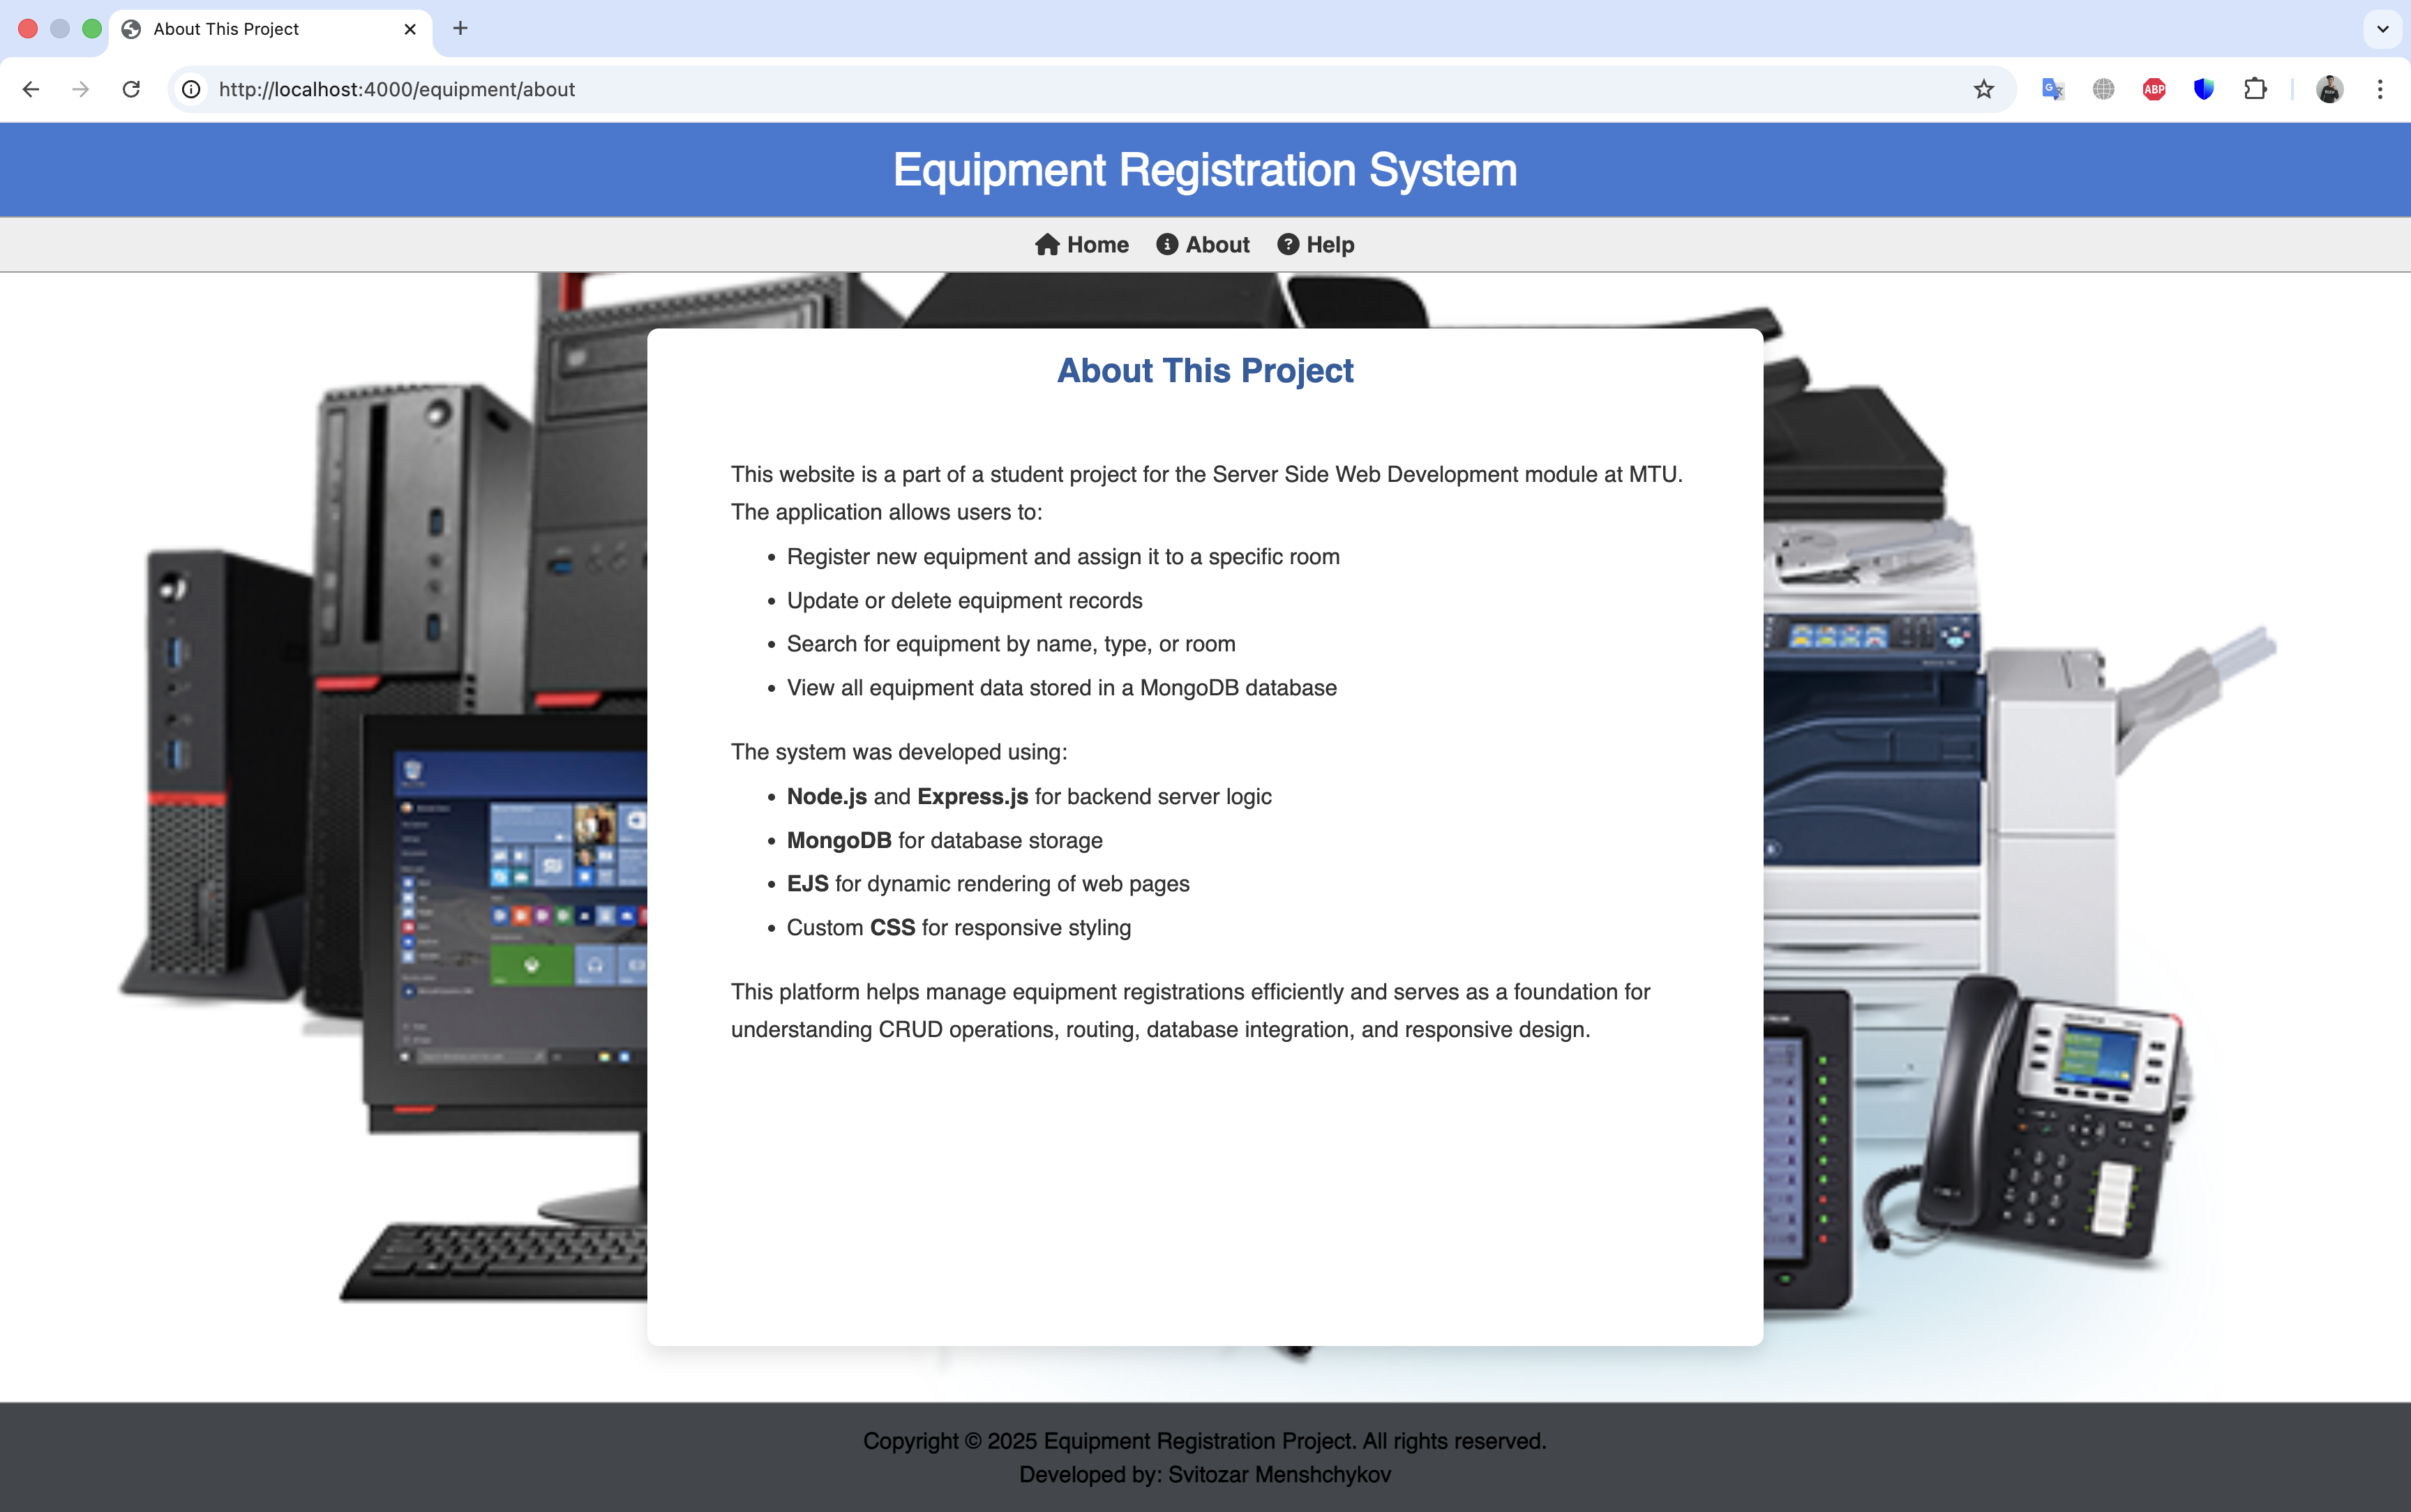 About This Project
http://localhost:4000/equipment/about
ABP
Equipment Registration System
Home About Help
About This Project
This website is a part of a student project for the Server Side Web Development module at MTU.
The application allows users to:
• Register new equipment and assign it to a specific room
• Update or delete equipment records
• Search for equipment by name, type, or room
• View all equipment data stored in a MongoDB database
The system was developed using:
• Node.js and Express.js for backend server logic
• MongoDB for database storage
• EJS for dynamic rendering of web pages
• Custom CSS for responsive styling
This platform helps manage equipment registrations efficiently and serves as a foundation for
understanding CRUD operations, routing, database integration, and responsive design.
Copyright © 2025 Equipment Registration Project. All rights reserved.
Developed by: Svitozar Menshchykov